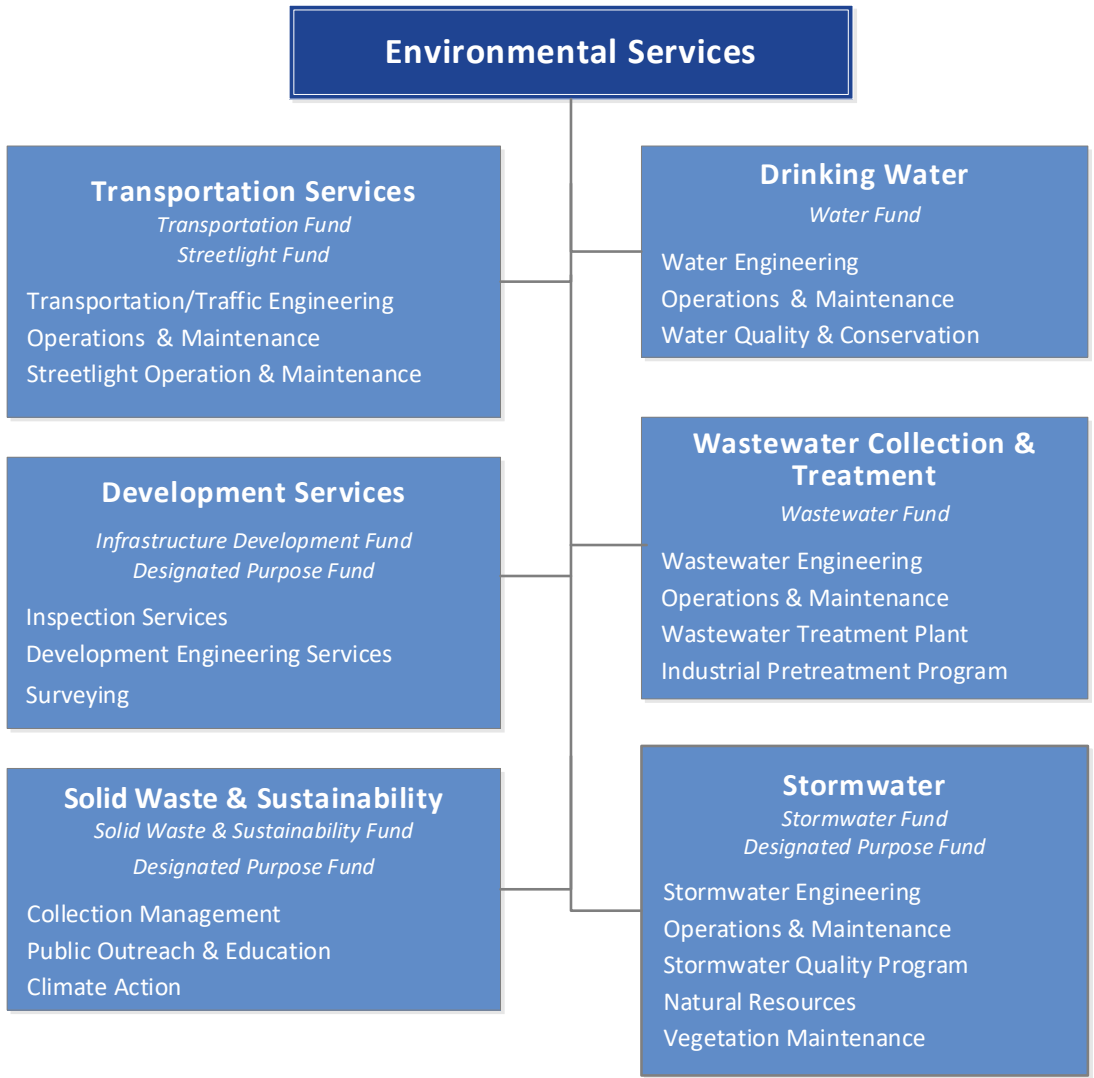 Environmental Services
Transportation Services
Transportation Fund
Streetlight Fund
Transportation/Traffic Engineering
Operations & Maintenance
Streetlight Operation & Maintenance
Development Services
Infrastructure Development Fund
Designated Purpose Fund
Inspection Services
Development Engineering Services
Surveying
Solid Waste & Sustainability
Solid Waste & Sustainability Fund
Designated Purpose Fund
Collection Management
Public Outreach & Education
Climate Action
Drinking Water
Water Fund
Water Engineering
Operations & Maintenance
Water Quality & Conservation
Wastewater Collection &
Treatment
Wastewater Fund
Wastewater Engineering
Operations & Maintenance
Wastewater Treatment Plant
Industrial Pretreatment Program
Stormwater
Stormwater Fund
Designated Purpose Fund
Stormwater Engineering
Operations & Maintenance
Stormwater Quality Program
Natural Resources
Vegetation Maintenance